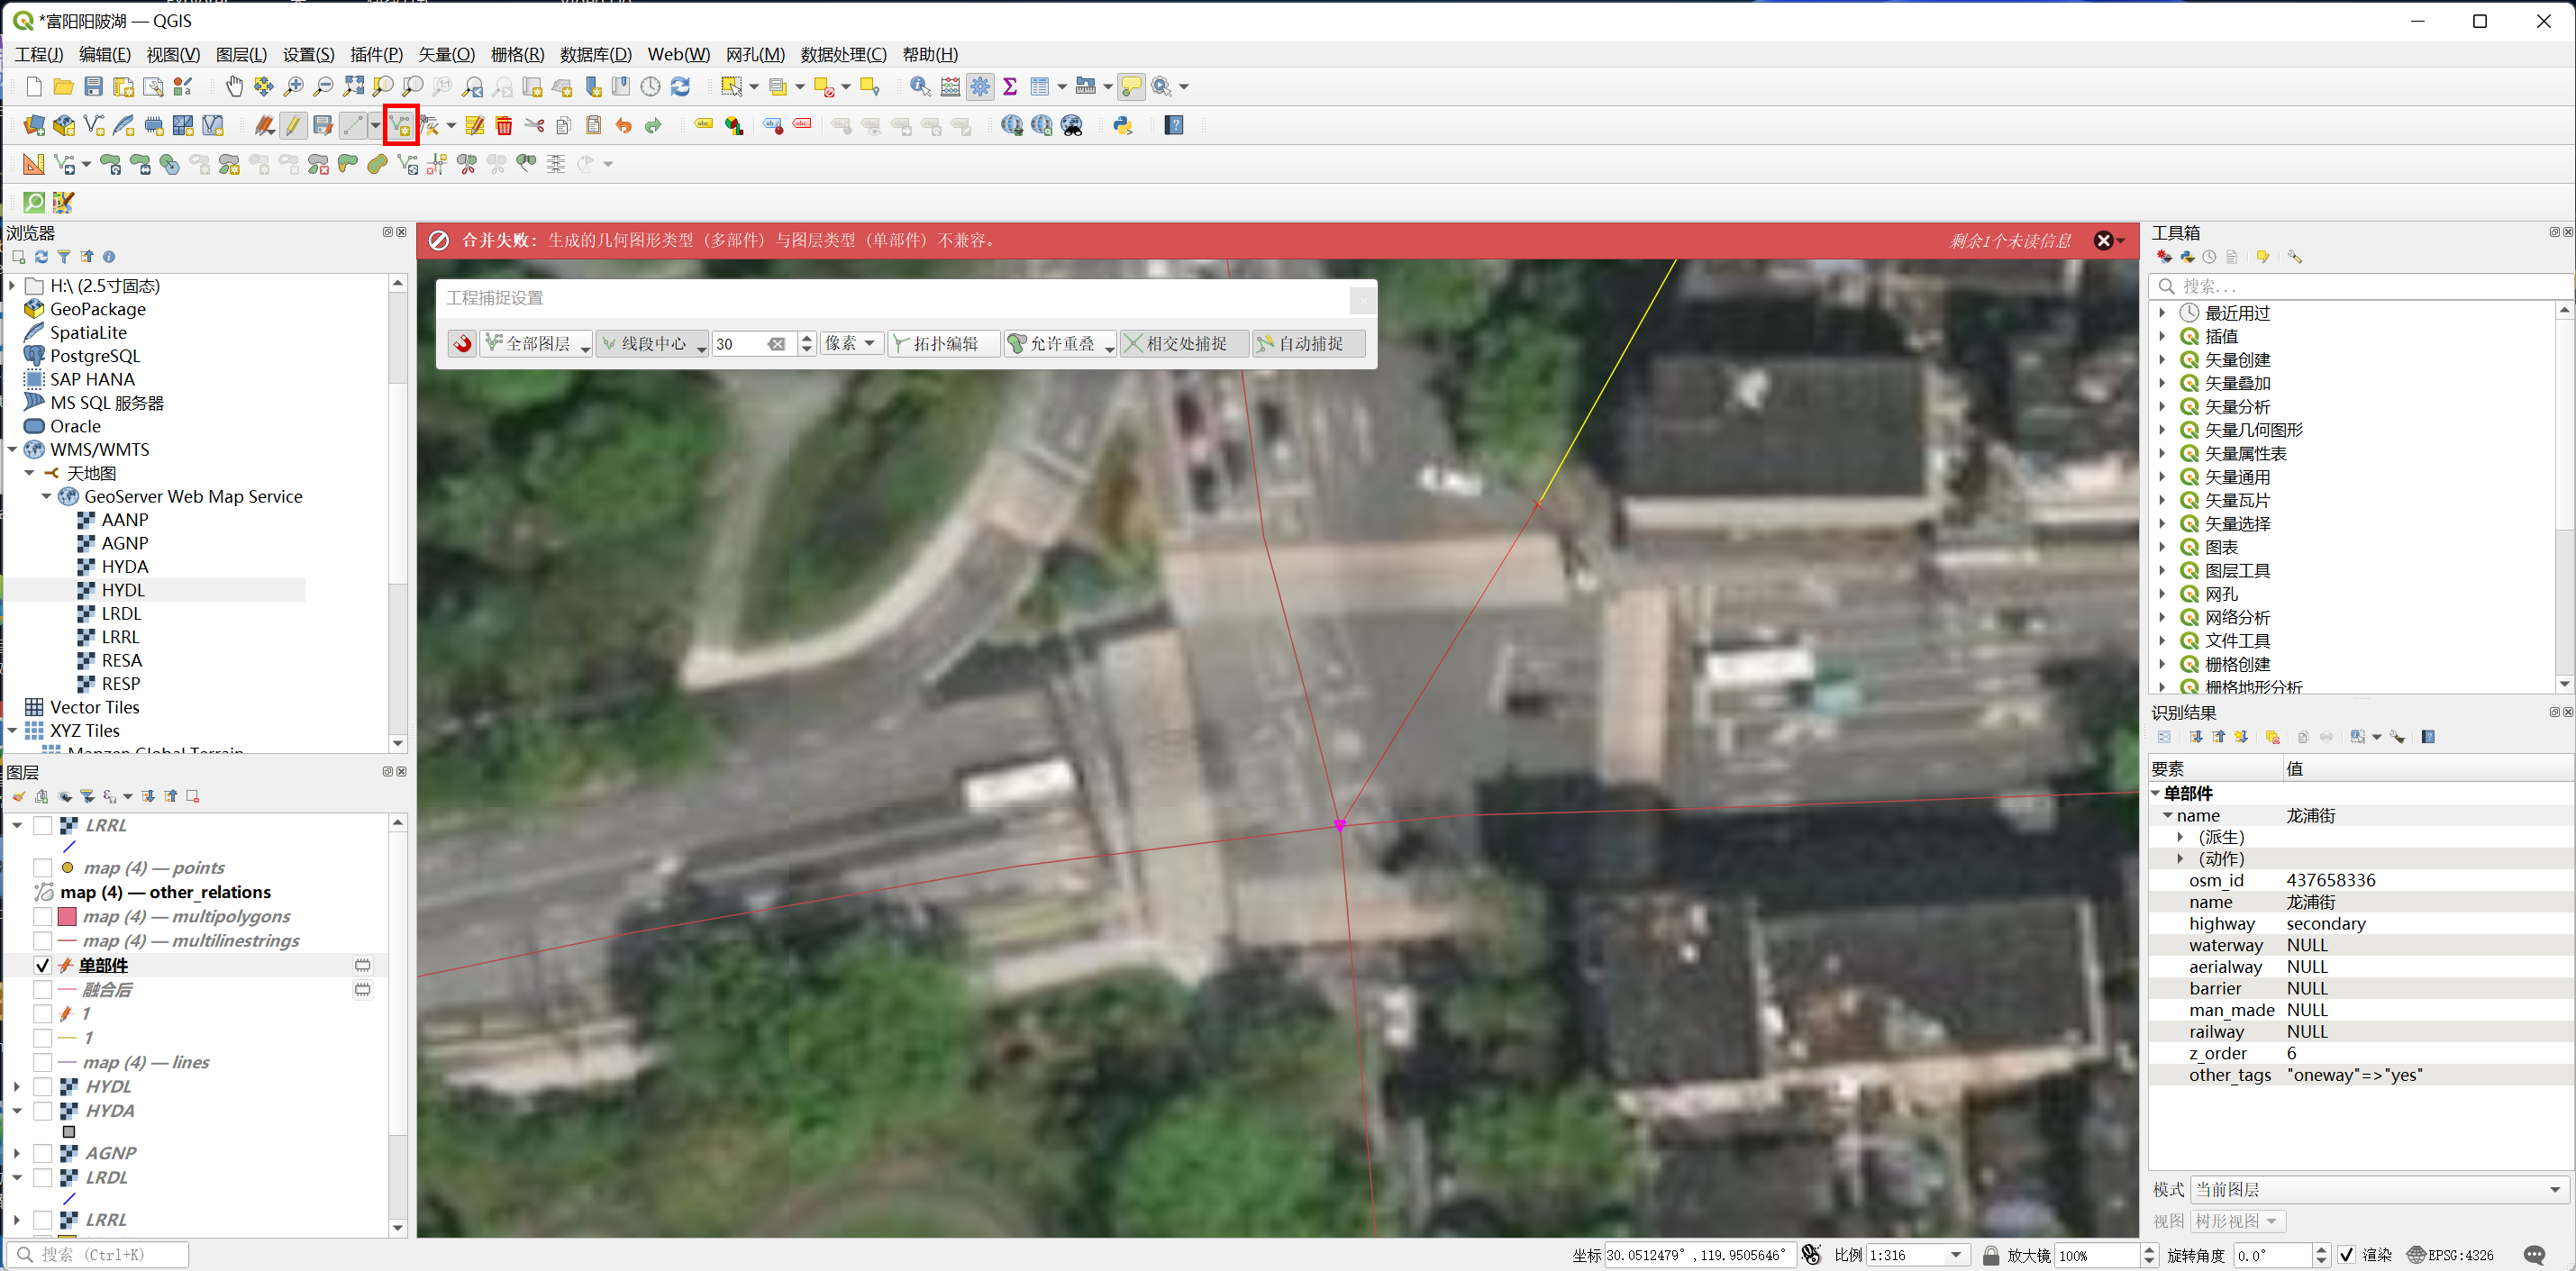 *富阳阳陂湖 — QGIS
工程(J) 编辑(E) 视图(V) 图层(L) 设置(S) 插件(P) 矢量(O) 栅格(R) 数据库(D) Web(W) 网孔(M) 数据处理(C) 帮助(H)
浏览器
H:\ (2.5寸固态)
GeoPackage
SpatiaLite
PostgreSQL
SAP HANA
MS SQL 服务器
Oracle
WMS/WMTS
天地图
GeoServer Web Map Service
AANP
AGNP
HYDA
HYDL
LRDL
LRRL
RESA
RESP
Vector Tiles
XYZ Tiles
图层
LRRL
map (4) — points
map (4) — other_relations
map (4) — multipolygons
map (4) — multilinestrings
单部件
融合后
1
1
map (4) — lines
HYDL
HYDA
AGNP
LRDL
LRRL
搜索 (Ctrl+K)
合并失败: 生成的几何图形类型 (多部件) 与图层类型 (单部件) 不兼容。 剩余1个未读信息
工程捕捉设置
全部图层 线段中心 30 像素 拓扑编辑 允许重叠 相交处捕捉 自动捕捉
工具箱
搜索...
最近用过
插值
矢量创建
矢量叠加
矢量分析
矢量几何图形
矢量属性表
矢量通用
矢量瓦片
矢量选择
图表
图层工具
网孔
网络分析
文件工具
栅格创建
栅格地形分析
识别结果
要素 值
单部件
name 龙浦街
(派生)
(动作)
osm_id 437658336
name 龙浦街
highway secondary
waterway NULL
aerialway NULL
barrier NULL
man_made NULL
railway NULL
z_order 6
other_tags "oneway"=>"yes"
模式 当前图层
视图 树形视图
坐标 30.0512479°,119.9505646° 比例 1:316 放大镜 100% 旋转角度 0.0° 渲染 EPSG:4326